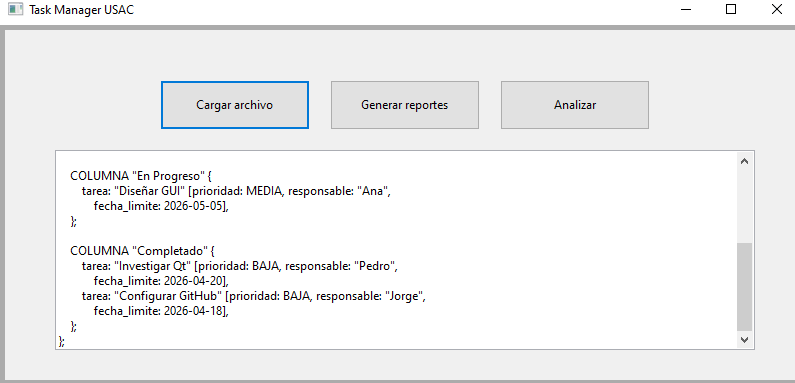 Task Manager USAC
Cargar archivo
Generar reportes
Analizar
COLUMNA "En Progreso" {
tarea: "Diseñar GUI" [prioridad: MEDIA, responsable: "Ana",
fecha_limite: 2026-05-05],
};
COLUMNA "Completado" {
tarea: "Investigar Qt" [prioridad: BAJA, responsable: "Pedro",
fecha_limite: 2026-04-20],
tarea: "Configurar GitHub" [prioridad: BAJA, responsable: "Jorge",
fecha_limite: 2026-04-18],
};
};